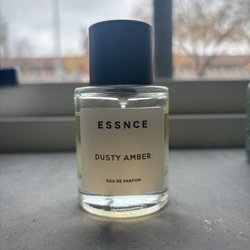 ESSNCE
DUSTY AMBER
EAU DE PARFUM